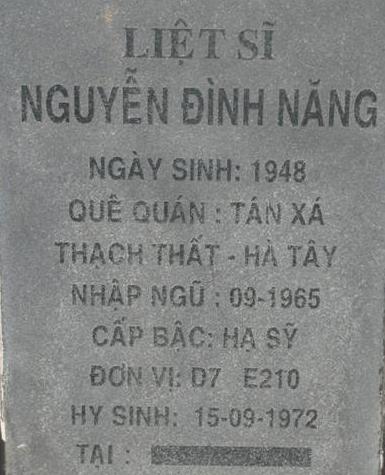 LIỆT SĨ
NGUYỄN ĐÌNH NĂNG
NGÀY SINH: 1948
QUÊ QUÁN : TÂN XÁ
THẠCH THẤT - HÀ TÂY
NHẬP NGŨ : 09-1965
CẤP BẬC: HẠ SỸ
ĐƠN VỊ: D7 E210
HY SINH: 15-09-1972
TẠI :